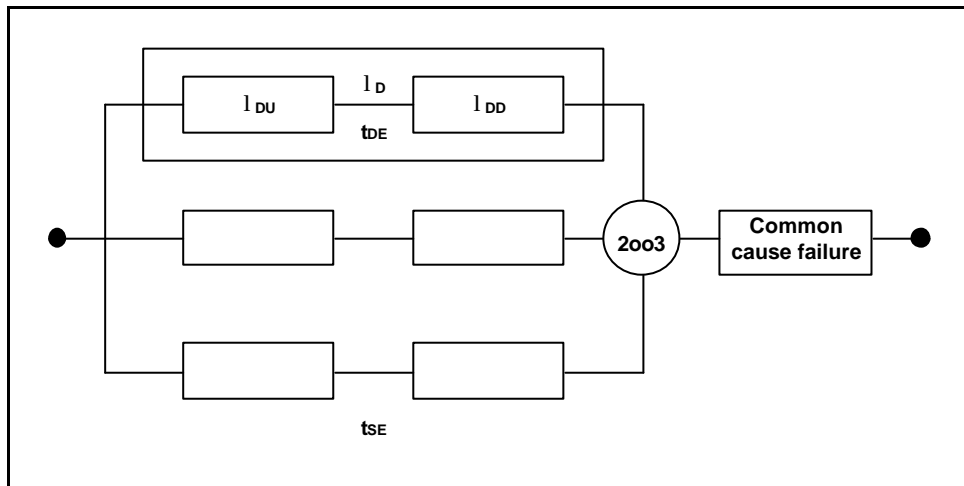 l D
l DU
l DD
tDE
2oo3
Common
cause failure
tSE